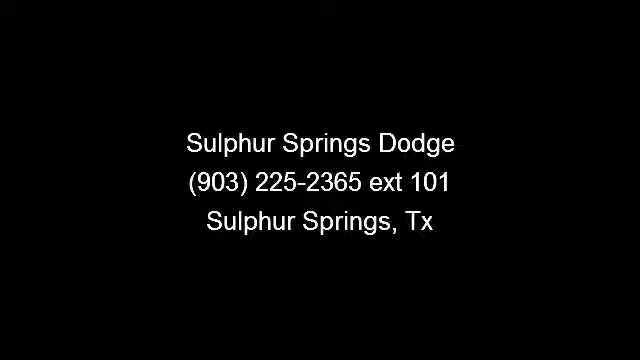 Sulphur Springs Dodge
(903) 225-2365 ext 101
Sulphur Springs, Tx